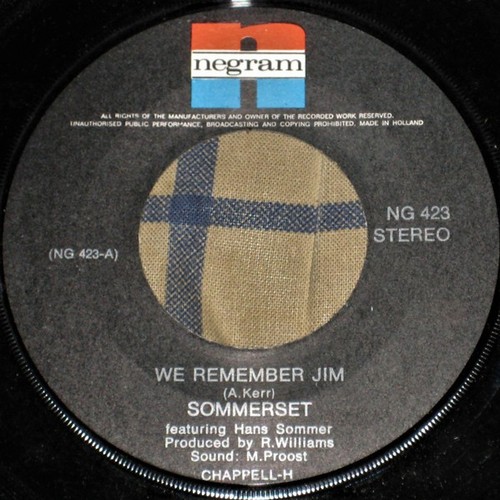 negram
ALL RIGHTS OF THE MANUFACTURERS AND OWNER OF THE RECORDED WORK RESERVED.
UNAUTHORISED PUBLIC PERFORMANCE, BROADCASTING AND COPYING PROHIBITED. MADE IN HOLLAND
NG 423
STEREO
(NG 423-A)
WE REMEMBER JIM
(A.Kerr)
SOMMERSET
featuring Hans Sommer
Produced by R.Williams
Sound: M.Proost
CHAPPELL-H